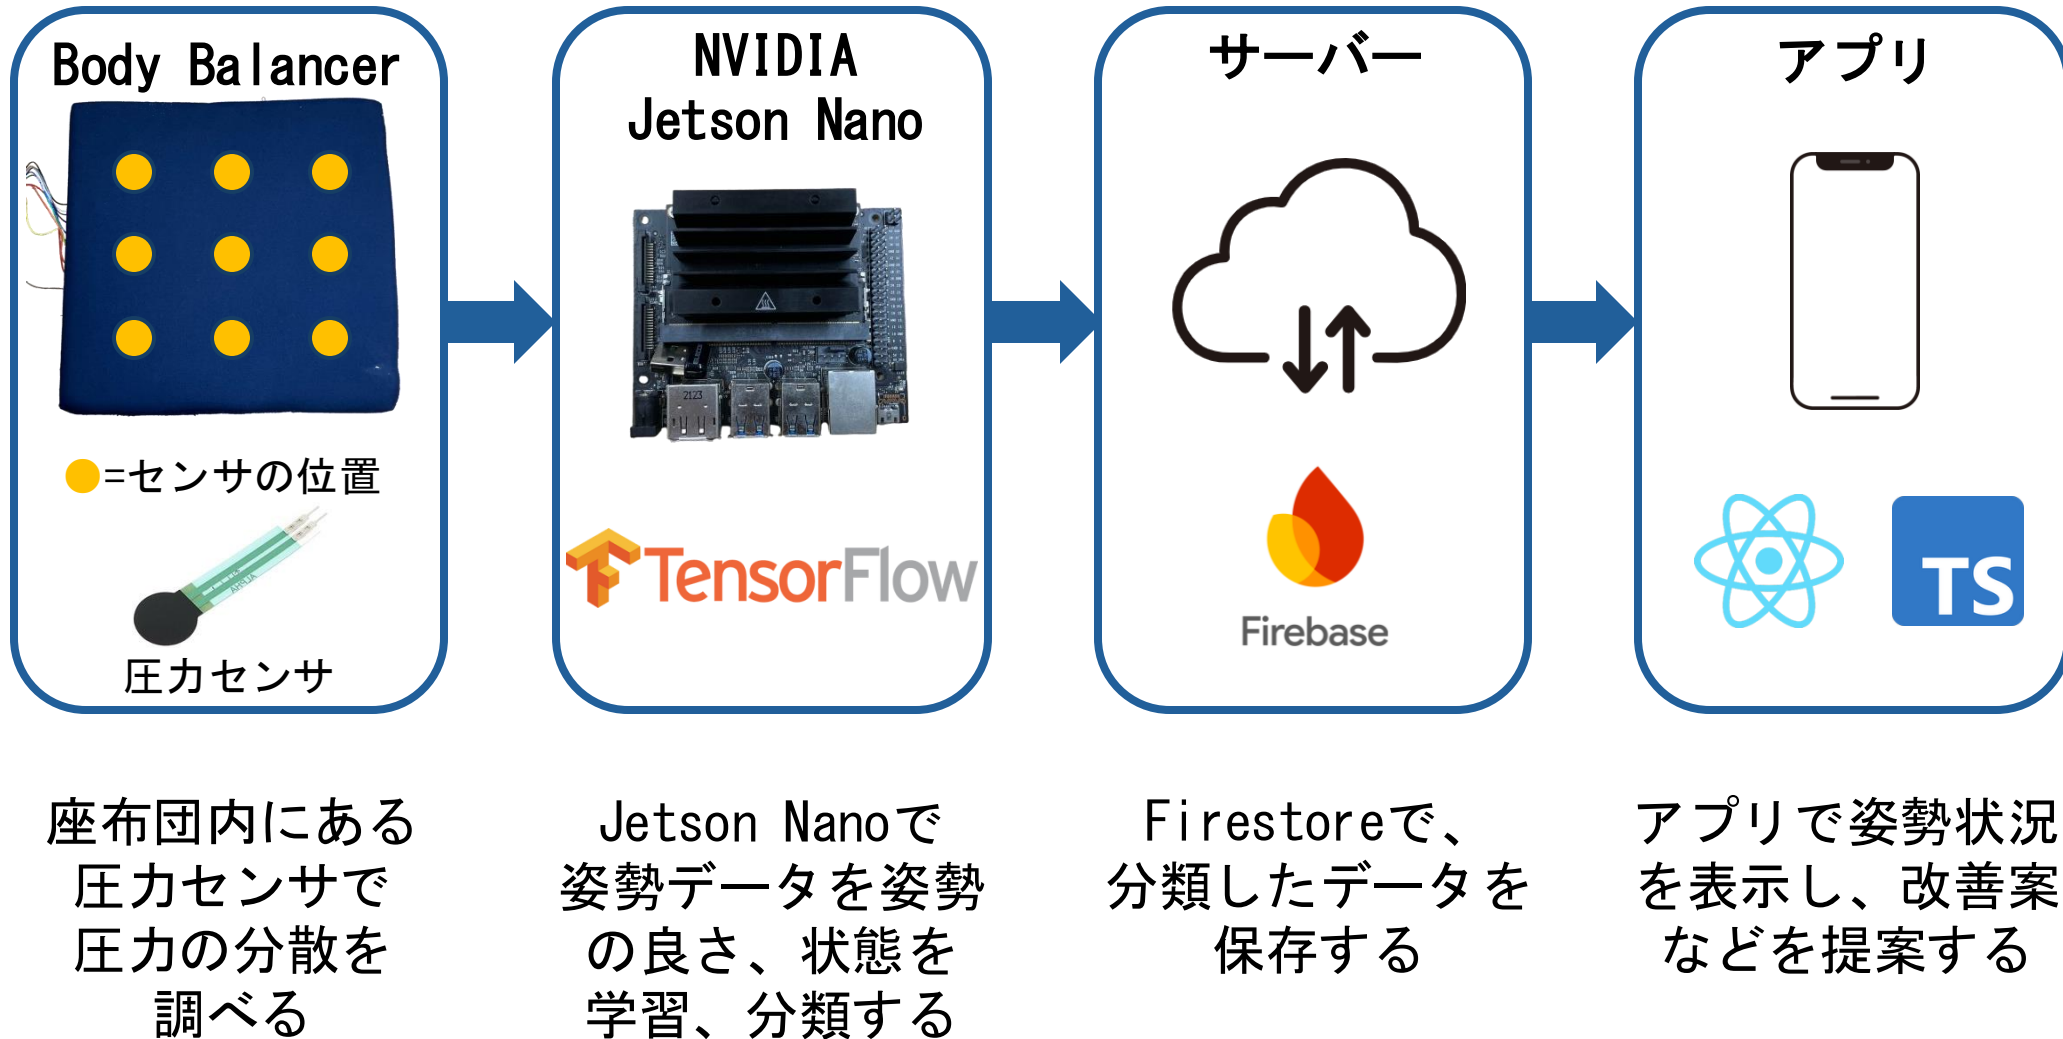 Body Balancer
●=センサの位置
圧力センサ
NVIDIA
Jetson Nano
2123
TensorFlow
サーバー
Firebase
アプリ
TS
座布団内にある
圧力センサで
圧力の分散を
調べる
Jetson Nanoで
姿勢データを姿勢
の良さ、状態を
学習、分類する
Firestoreで、
分類したデータを
保存する
アプリで姿勢状況
を表示し、改善案
などを提案する